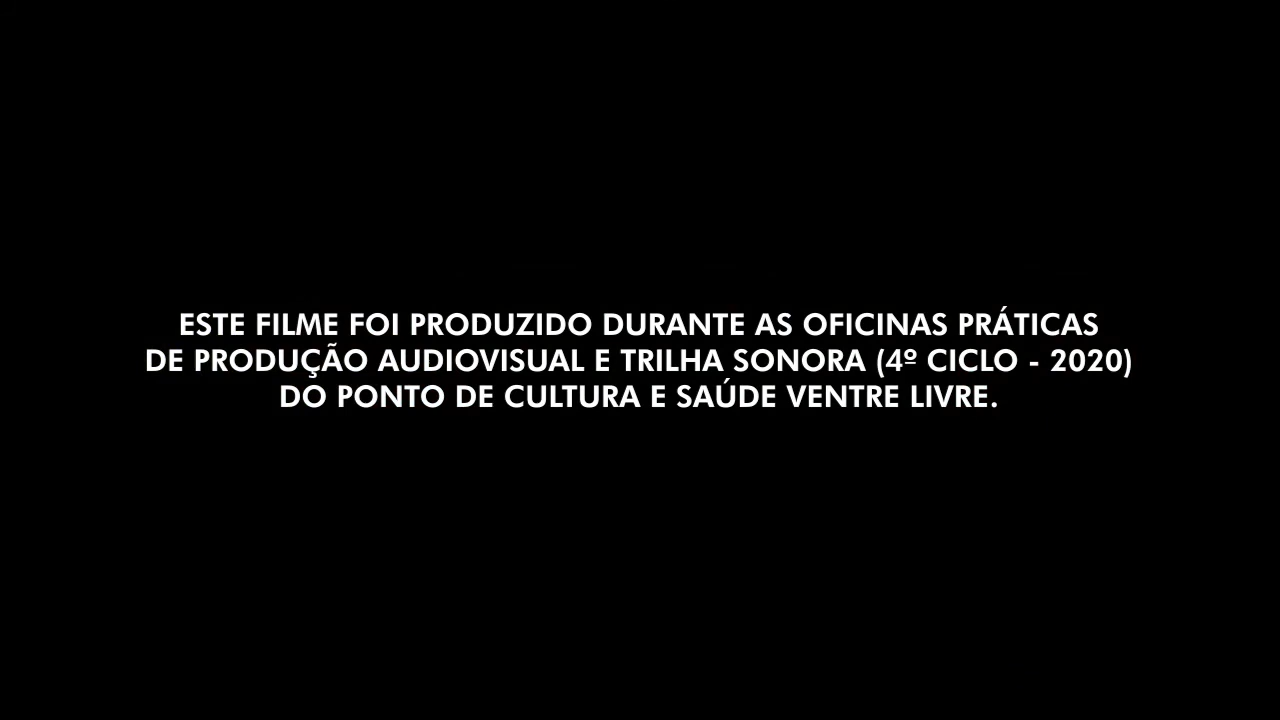 ESTE FILME FOI PRODUZIDO DURANTE AS OFICINAS PRÁTICAS
DE PRODUÇÃO AUDIOVISUAL E TRILHA SONORA (4º CICLO - 2020)
DO PONTO DE CULTURA E SAÚDE VENTRE LIVRE.